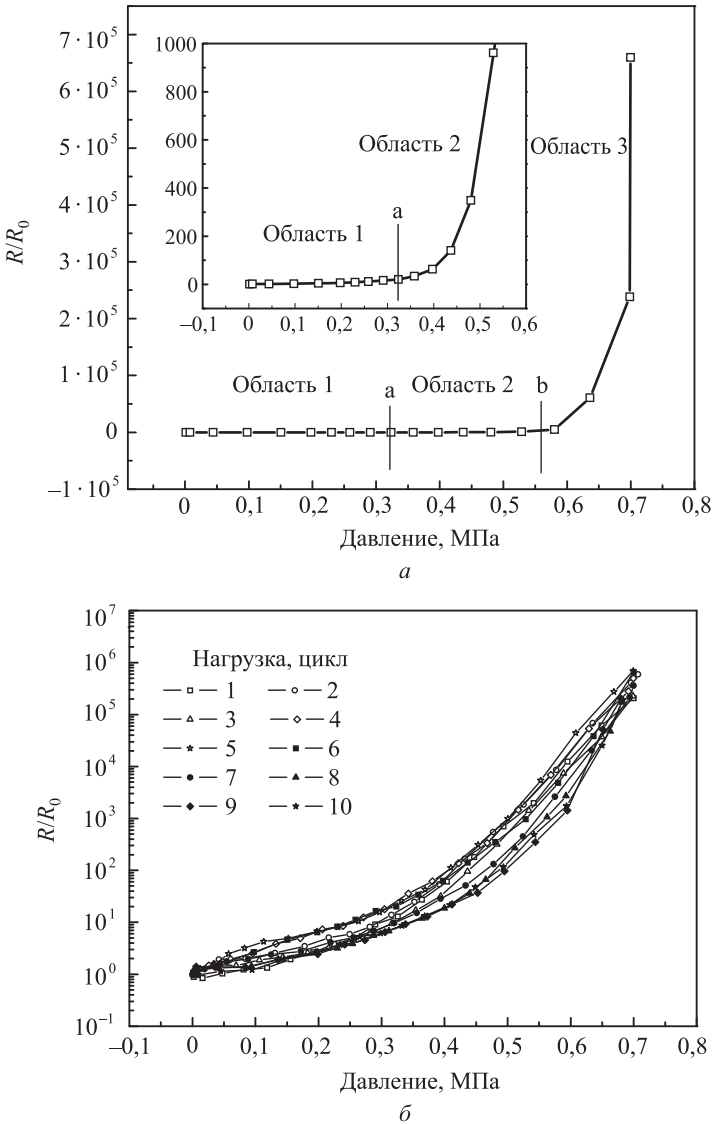 7 · 10⁵
6 · 10⁵
5 · 10⁵
4 · 10⁵
3 · 10⁵
2 · 10⁵
1 · 10⁵
0
–1 · 10⁵
R/R₀
1000
800
600
400
200
0
–0,1 0 0,1 0,2 0,3 0,4 0,5 0,6
Область 1
a
Область 2
Область 3
Область 1
a
Область 2
b
0 0,1 0,2 0,3 0,4 0,5 0,6 0,7 0,8
Давление, МПа
а
10⁷
10⁶
10⁵
10⁴
10³
10²
10¹
10⁰
10⁻¹
R/R₀
Нагрузка, цикл
1 2
3 4
5 6
7 8
9 10
–0,1 0 0,1 0,2 0,3 0,4 0,5 0,6 0,7 0,8
Давление, МПа
б